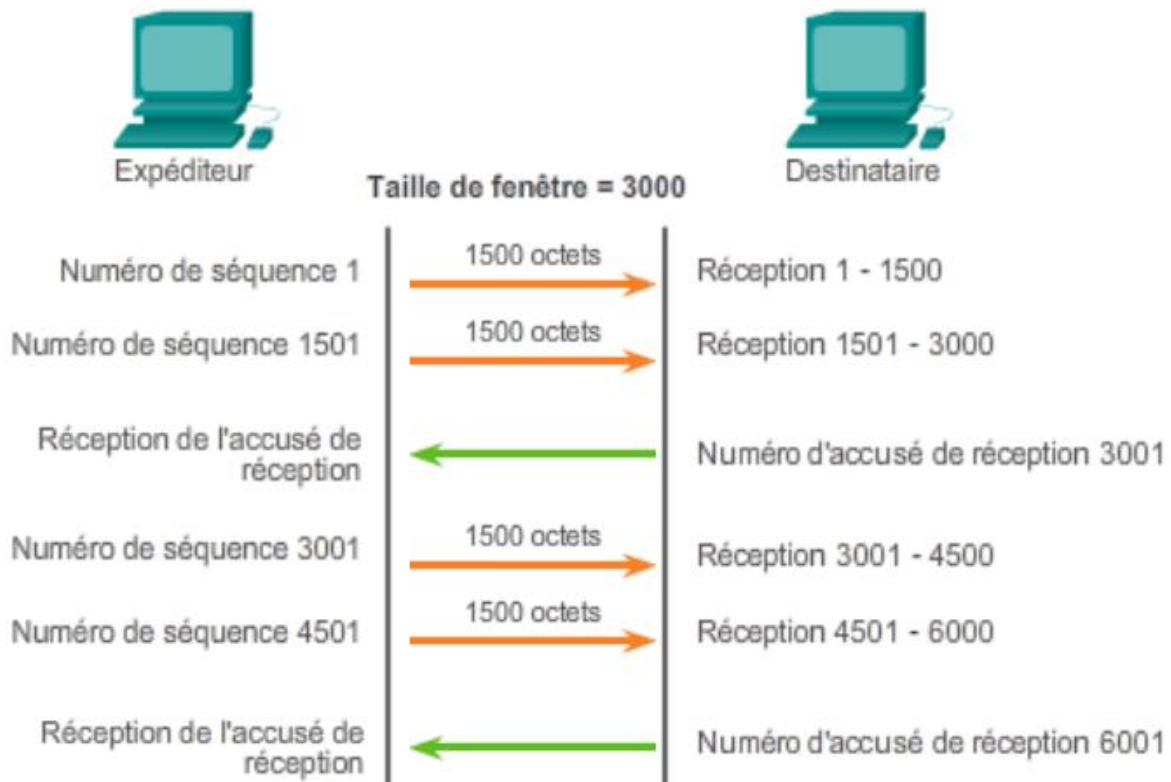 Expéditeur
Destinataire
Taille de fenêtre = 3000
Numéro de séquence 1
1500 octets
Réception 1 - 1500
Numéro de séquence 1501
1500 octets
Réception 1501 - 3000
Réception de l'accusé de
réception
Numéro d'accusé de réception 3001
Numéro de séquence 3001
1500 octets
Réception 3001 - 4500
Numéro de séquence 4501
1500 octets
Réception 4501 - 6000
Réception de l'accusé de
réception
Numéro d'accusé de réception 6001